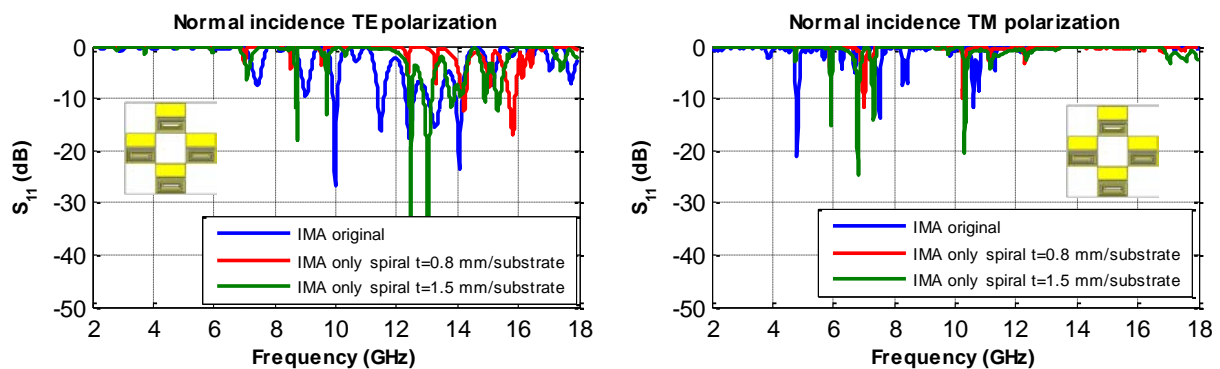 Normal incidence TE polarization
0
-10
-20
-30
-40
-50
S11 (dB)
IMA original
IMA only spiral t=0.8 mm/substrate
IMA only spiral t=1.5 mm/substrate
2 4 6 8 10 12 14 16 18
Frequency (GHz)
Normal incidence TM polarization
0
-10
-20
-30
-40
-50
S11 (dB)
IMA original
IMA only spiral t=0.8 mm/substrate
IMA only spiral t=1.5 mm/substrate
2 4 6 8 10 12 14 16 18
Frequency (GHz)